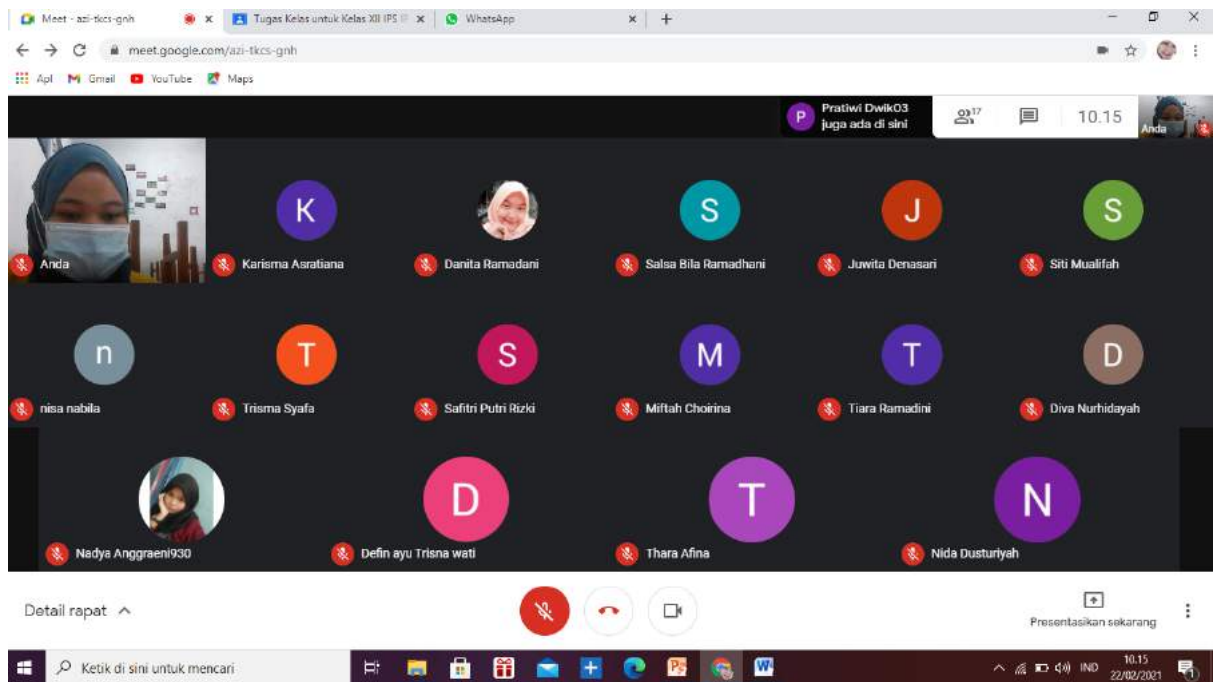 Meet - azi-tkcs-gnh
Tugas Kelas untuk Kelas XII IPS
WhatsApp
meet.google.com/azi-tkcs-gnh
Apl Gmail YouTube Maps
P Pratiwi Dwik03
juga ada di sini
17
10.15
Anda
K
S
J
S
Anda
Karisma Asratiana
Danita Ramadani
Salsa Bila Ramadhani
Juwita Denasari
Siti Mualifah
n
T
S
M
T
D
nisa nabila
Trisma Syafa
Safitri Putri Rizki
Miftah Choirina
Tiara Ramadini
Diva Nurhidayah
D
T
N
Nadya Anggraeni930
Defin ayu Trisna wati
Thara Afina
Nida Dusturiyah
Detail rapat
Presentasikan sekarang
Ketik di sini untuk mencari
IND
10.15
22/02/2021